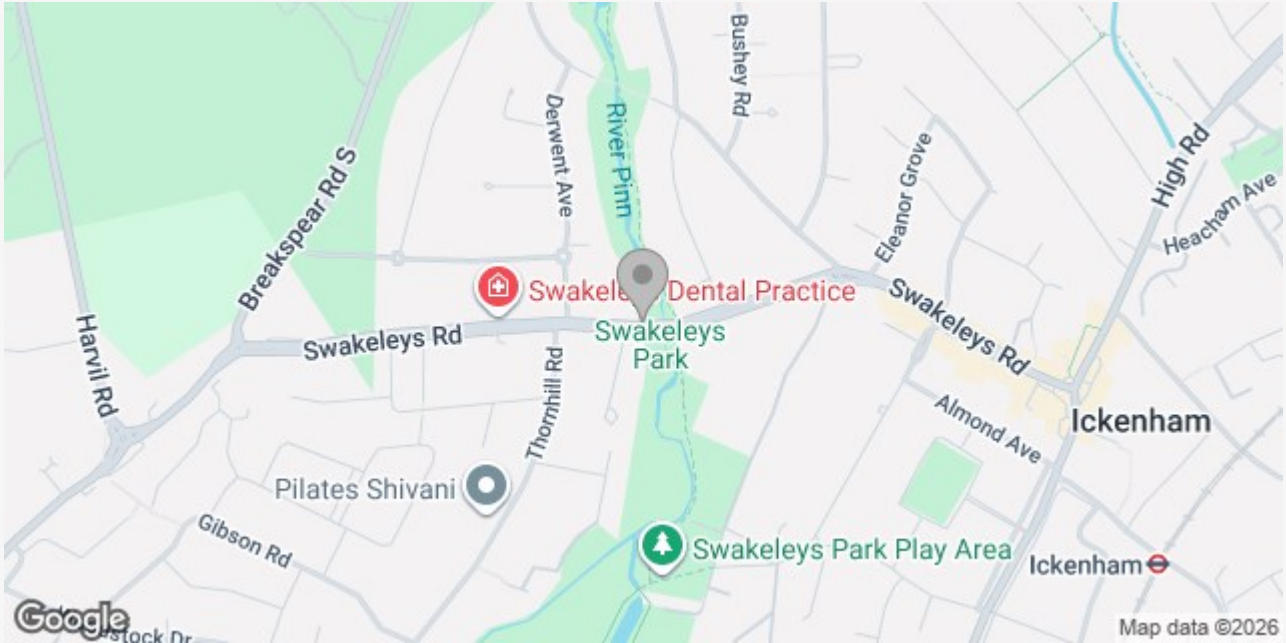 Bushey Rd
River Pinn
Derwent Ave
Breakspear Rd S
Eleanor Grove
High Rd
Heacham Ave
Swakeleys Dental Practice
Swakeleys Rd
Swakeleys
Park
Swakeleys Rd
Harvil Rd
Thornhill Rd
Almond Ave
Ickenham
Pilates Shivani
Gibson Rd
Swakeleys Park Play Area
Ickenham
Google
stock Dr
Map data ©2026